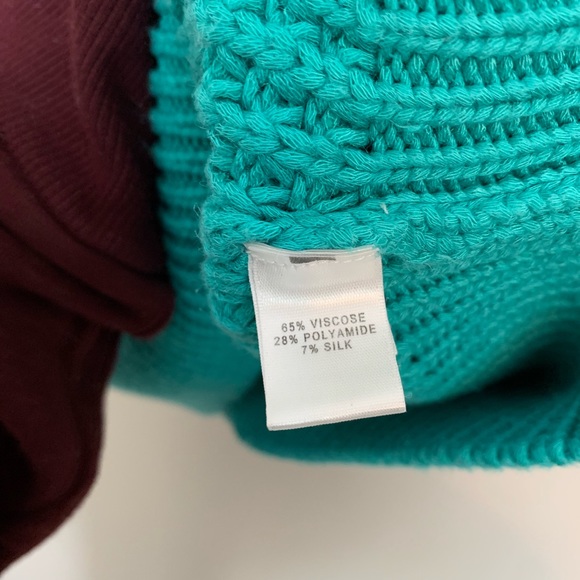 65% VISCOSE
28% POLYAMIDE
7% SILK